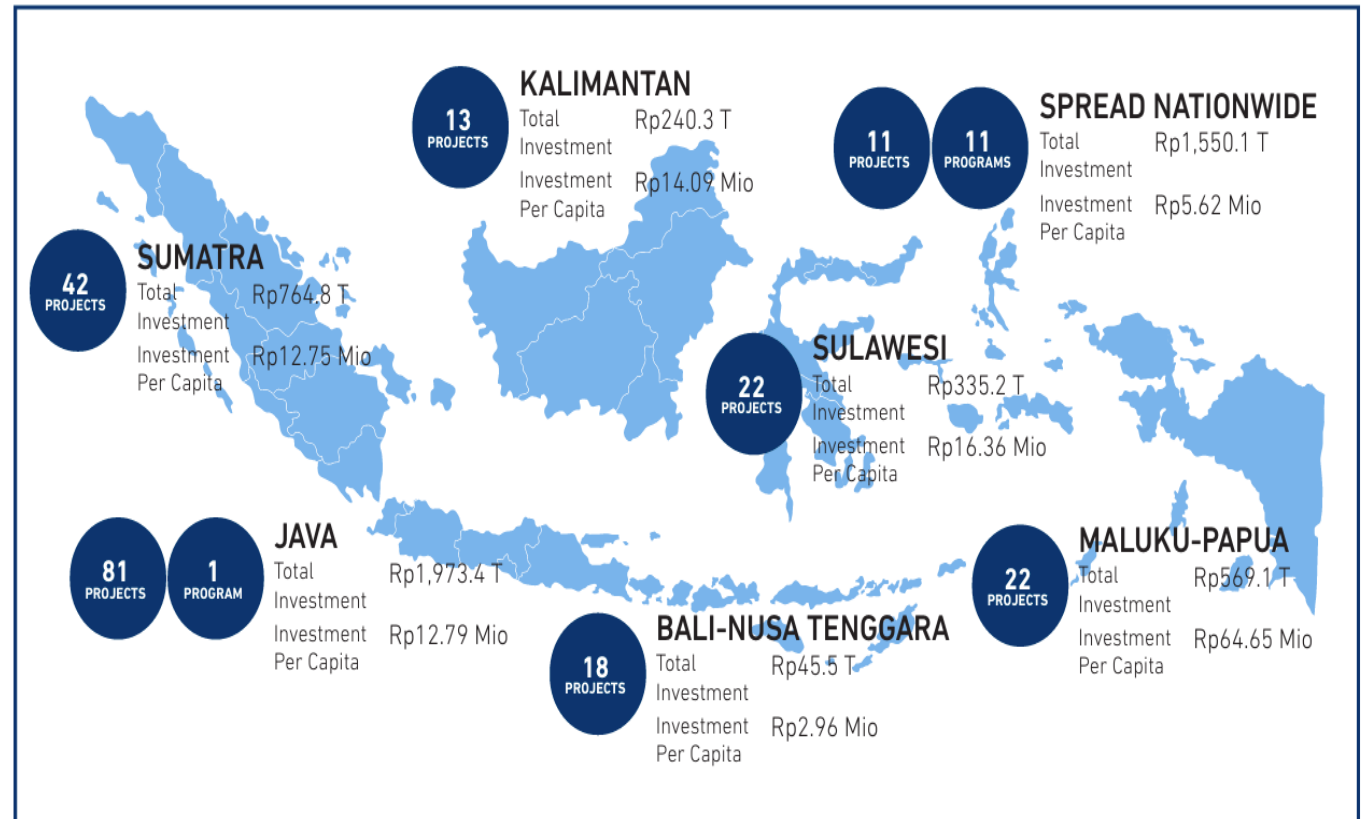 KALIMANTAN
13
PROJECTS
Total Rp240.3 T
Investment
Investment Rp14.09 Mio
Per Capita
SPREAD NATIONWIDE
11
PROJECTS
11
PROGRAMS
Total Rp1,550.1 T
Investment
Investment Rp5.62 Mio
Per Capita
SUMATRA
42
PROJECTS
Total Rp764.8 T
Investment
Investment Rp12.75 Mio
Per Capita
SULAWESI
22
PROJECTS
Total Rp335.2 T
Investment
Investment Rp16.36 Mio
Per Capita
JAVA
81
PROJECTS
1
PROGRAM
Total Rp1,973.4 T
Investment
Investment Rp12.79 Mio
Per Capita
MALUKU-PAPUA
22
PROJECTS
Total Rp569.1 T
Investment
Investment Rp64.65 Mio
Per Capita
BALI-NUSA TENGGARA
18
PROJECTS
Total Rp45.5 T
Investment
Investment Rp2.96 Mio
Per Capita